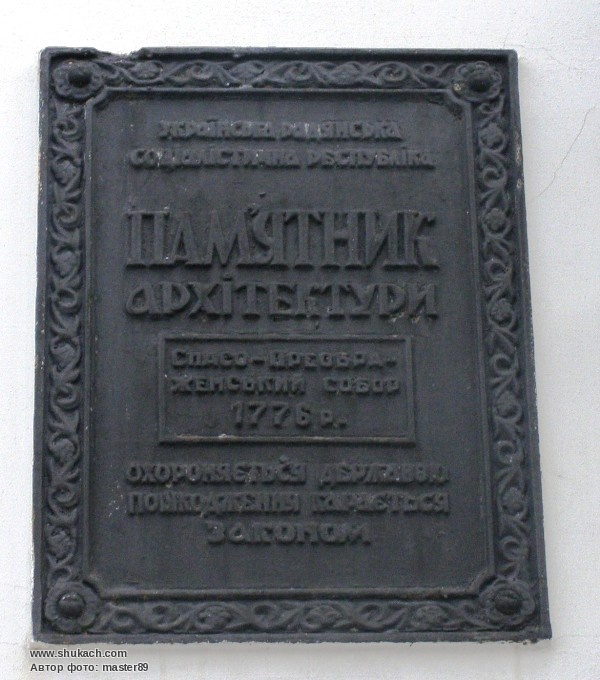 Українська Радянська
Соціалістична Республіка
Пам'ятник
архітектури
Спасо-Преобра-
женський собор
1776 р.
охороняється державою
пошкодження карається
законом
www.shukach.com
Автор фото: master89